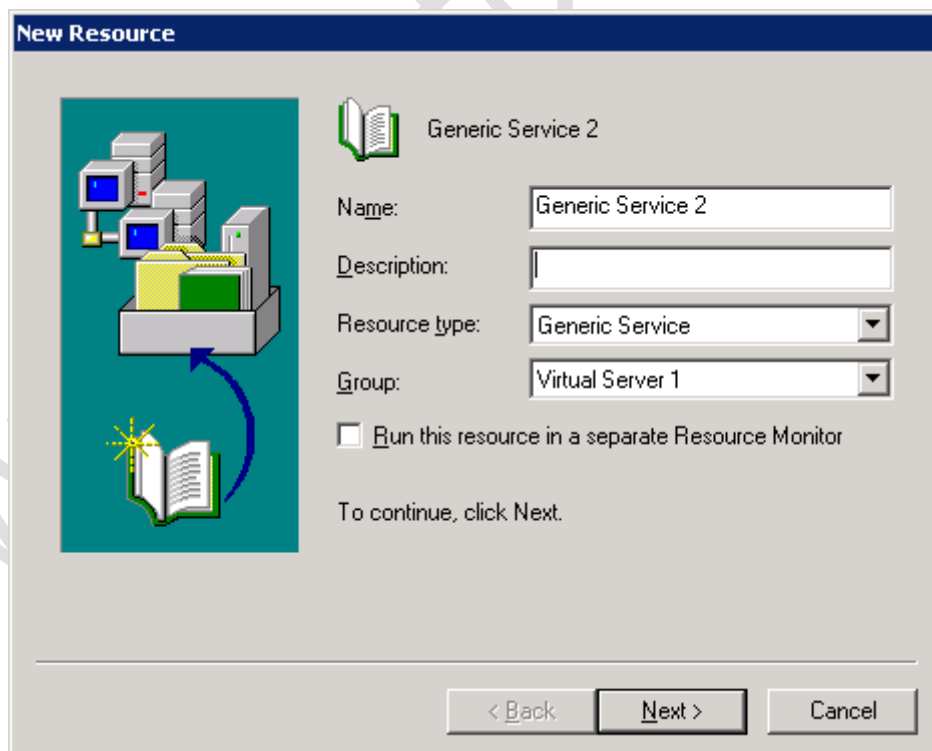 New Resource
Generic Service 2
Name: Generic Service 2
Description:
Resource type: Generic Service
Group: Virtual Server 1
Run this resource in a separate Resource Monitor
To continue, click Next.
< Back Next > Cancel